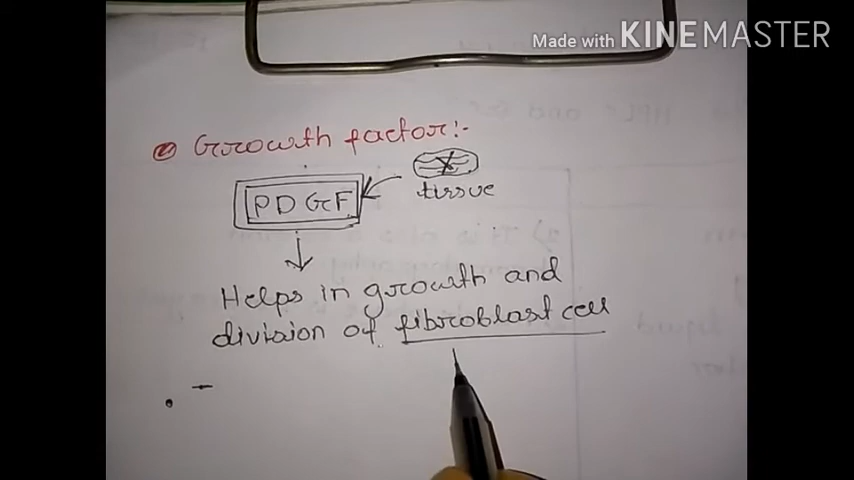 Made with KINEMASTER
Growth factor:-
PDGF
tissue
Helps in growth and
division of fibroblast cell